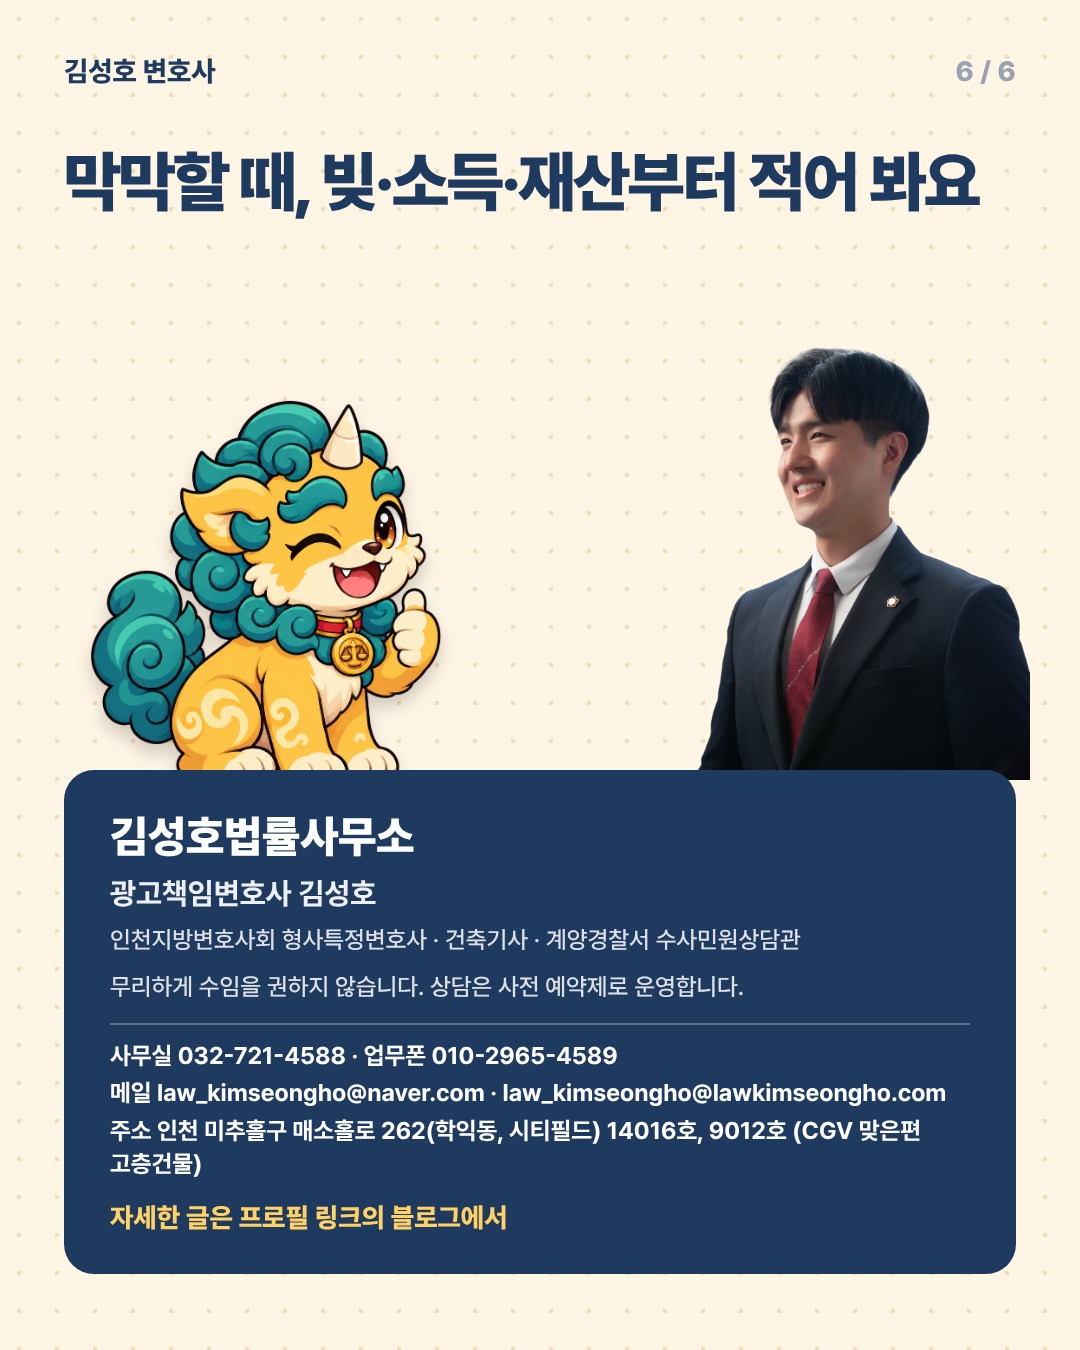 김성호 변호사
6 / 6
막막할 때, 빚·소득·재산부터 적어 봐요
김성호법률사무소
광고책임변호사 김성호
인천지방변호사회 형사특정변호사 · 건축기사 · 계양경찰서 수사민원상담관
무리하게 수임을 권하지 않습니다. 상담은 사전 예약제로 운영합니다.
사무실 032-721-4588 · 업무폰 010-2965-4589
메일 law_kimseongho@naver.com · law_kimseongho@lawkimseongho.com
주소 인천 미추홀구 매소홀로 262(학익동, 시티필드) 14016호, 9012호 (CGV 맞은편
고층건물)
자세한 글은 프로필 링크의 블로그에서